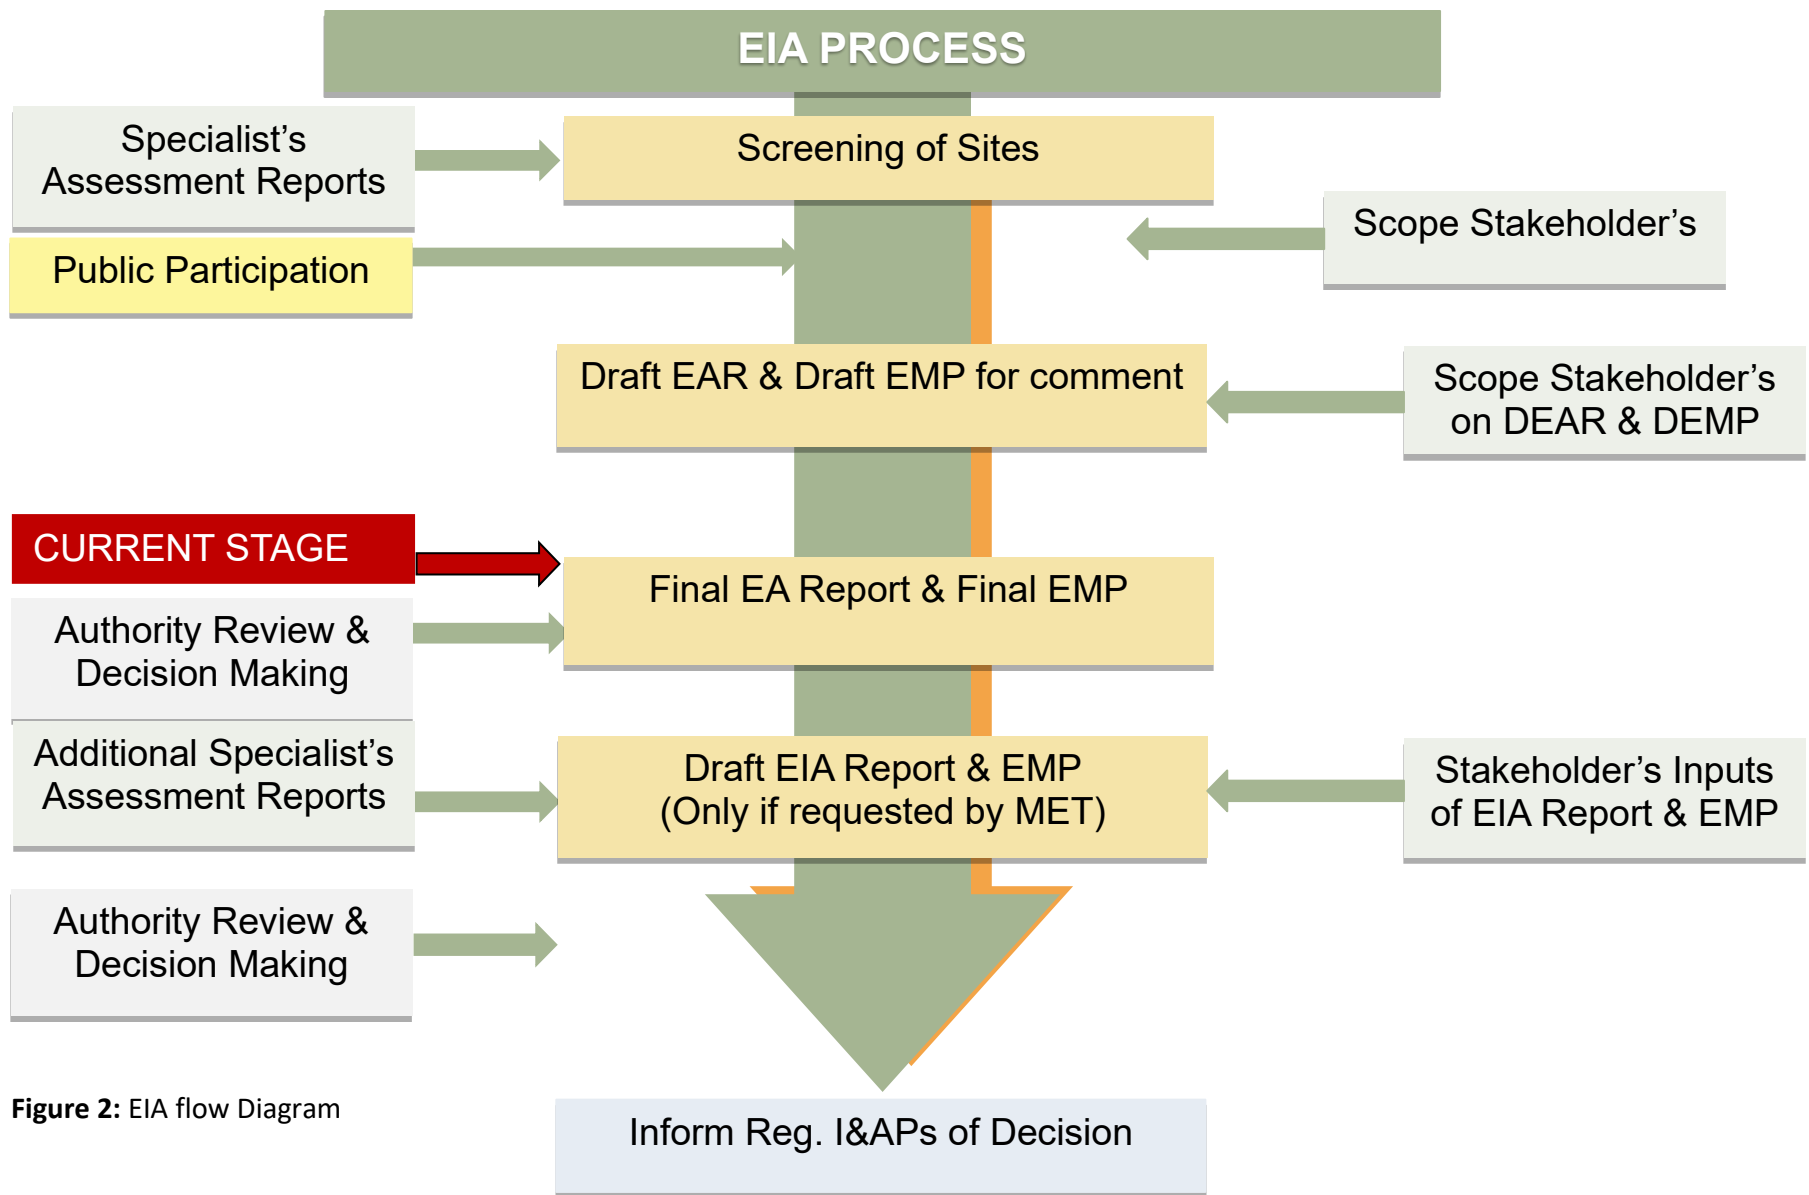 EIA PROCESS
Specialist's
Assessment Reports
Screening of Sites
Scope Stakeholder's
Public Participation
Draft EAR & Draft EMP for comment
Scope Stakeholder's
on DEAR & DEMP
CURRENT STAGE
Final EA Report & Final EMP
Authority Review &
Decision Making
Additional Specialist's
Assessment Reports
Draft EIA Report & EMP
(Only if requested by MET)
Stakeholder's Inputs
of EIA Report & EMP
Authority Review &
Decision Making
Figure 2: EIA flow Diagram
Inform Reg. I&APs of Decision